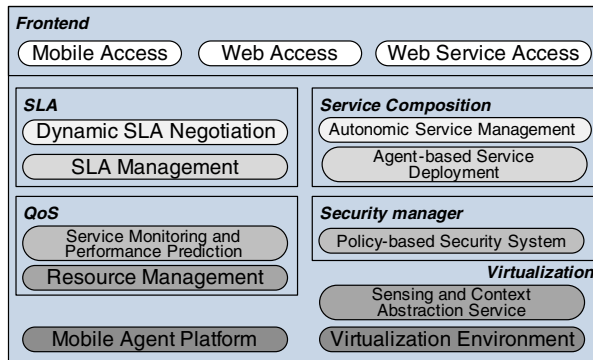 Frontend
Mobile Access
Web Access
Web Service Access
SLA
Dynamic SLA Negotiation
SLA Management
Service Composition
Autonomic Service Management
Agent-based Service
Deployment
QoS
Service Monitoring and
Performance Prediction
Resource Management
Security manager
Policy-based Security System
Virtualization
Sensing and Context
Abstraction Service
Mobile Agent Platform
Virtualization Environment